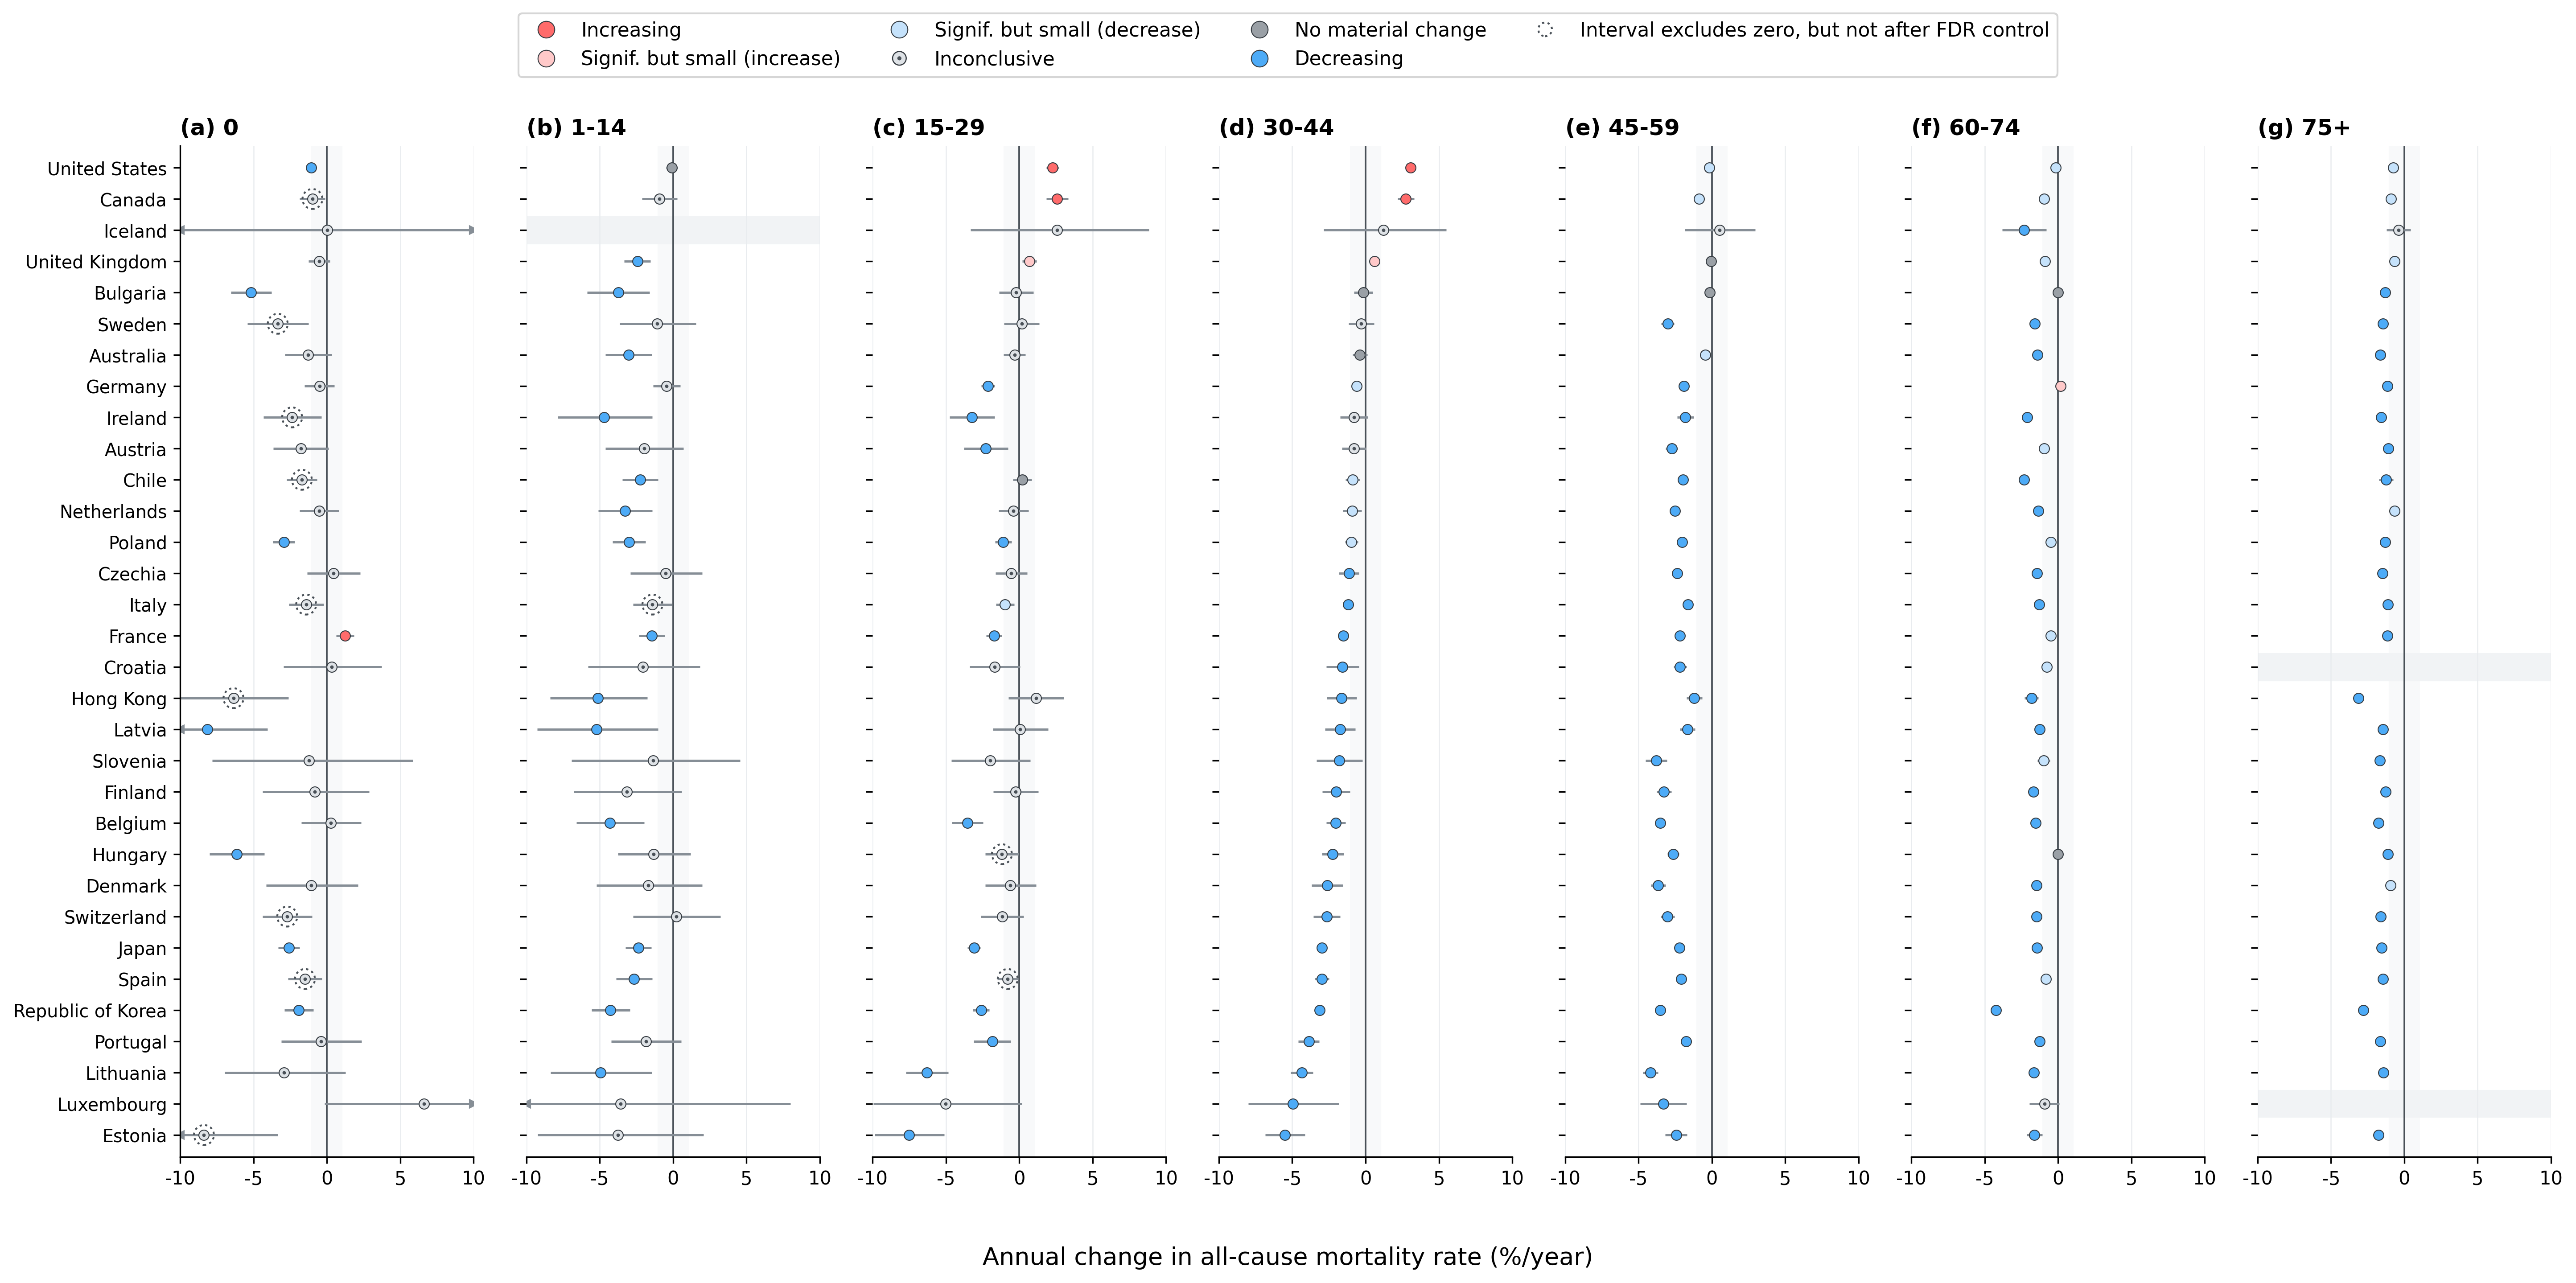 Increasing
Signif. but small (increase)
Signif. but small (decrease)
Inconclusive
No material change
Decreasing
Interval excludes zero, but not after FDR control
(a) 0
(b) 1-14
(c) 15-29
(d) 30-44
(e) 45-59
(f) 60-74
(g) 75+
United States
Canada
Iceland
United Kingdom
Bulgaria
Sweden
Australia
Germany
Ireland
Austria
Chile
Netherlands
Poland
Czechia
Italy
France
Croatia
Hong Kong
Latvia
Slovenia
Finland
Belgium
Hungary
Denmark
Switzerland
Japan
Spain
Republic of Korea
Portugal
Lithuania
Luxembourg
Estonia
-10 -5 0 5 10
-10 -5 0 5 10
-10 -5 0 5 10
-10 -5 0 5 10
-10 -5 0 5 10
-10 -5 0 5 10
-10 -5 0 5 10
Annual change in all-cause mortality rate (%/year)